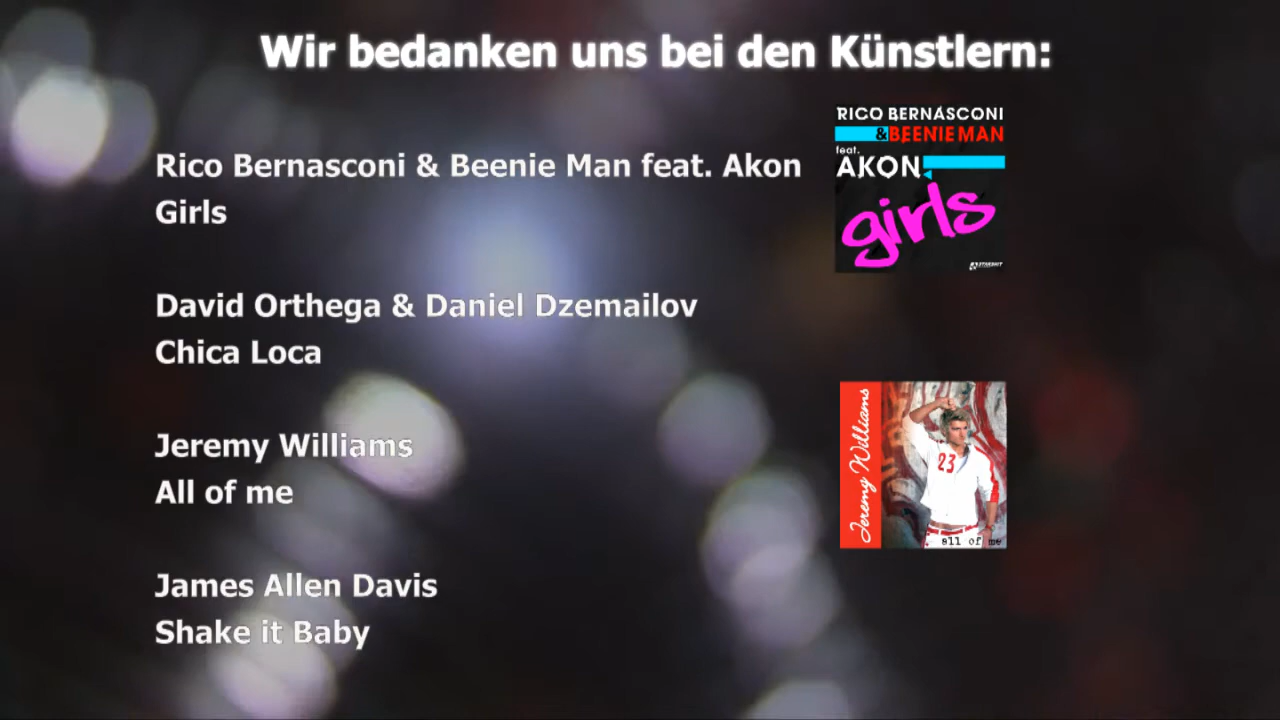 Wir bedanken uns bei den Künstlern:
Rico Bernasconi & Beenie Man feat. Akon
Girls
RICO BERNASCONI
& BEENIE MAN
feat.
AKON
girls
David Orthega & Daniel Dzemailov
Chica Loca
Jeremy Williams
All of me
Jeremy Williams
23
all of me
James Allen Davis
Shake it Baby